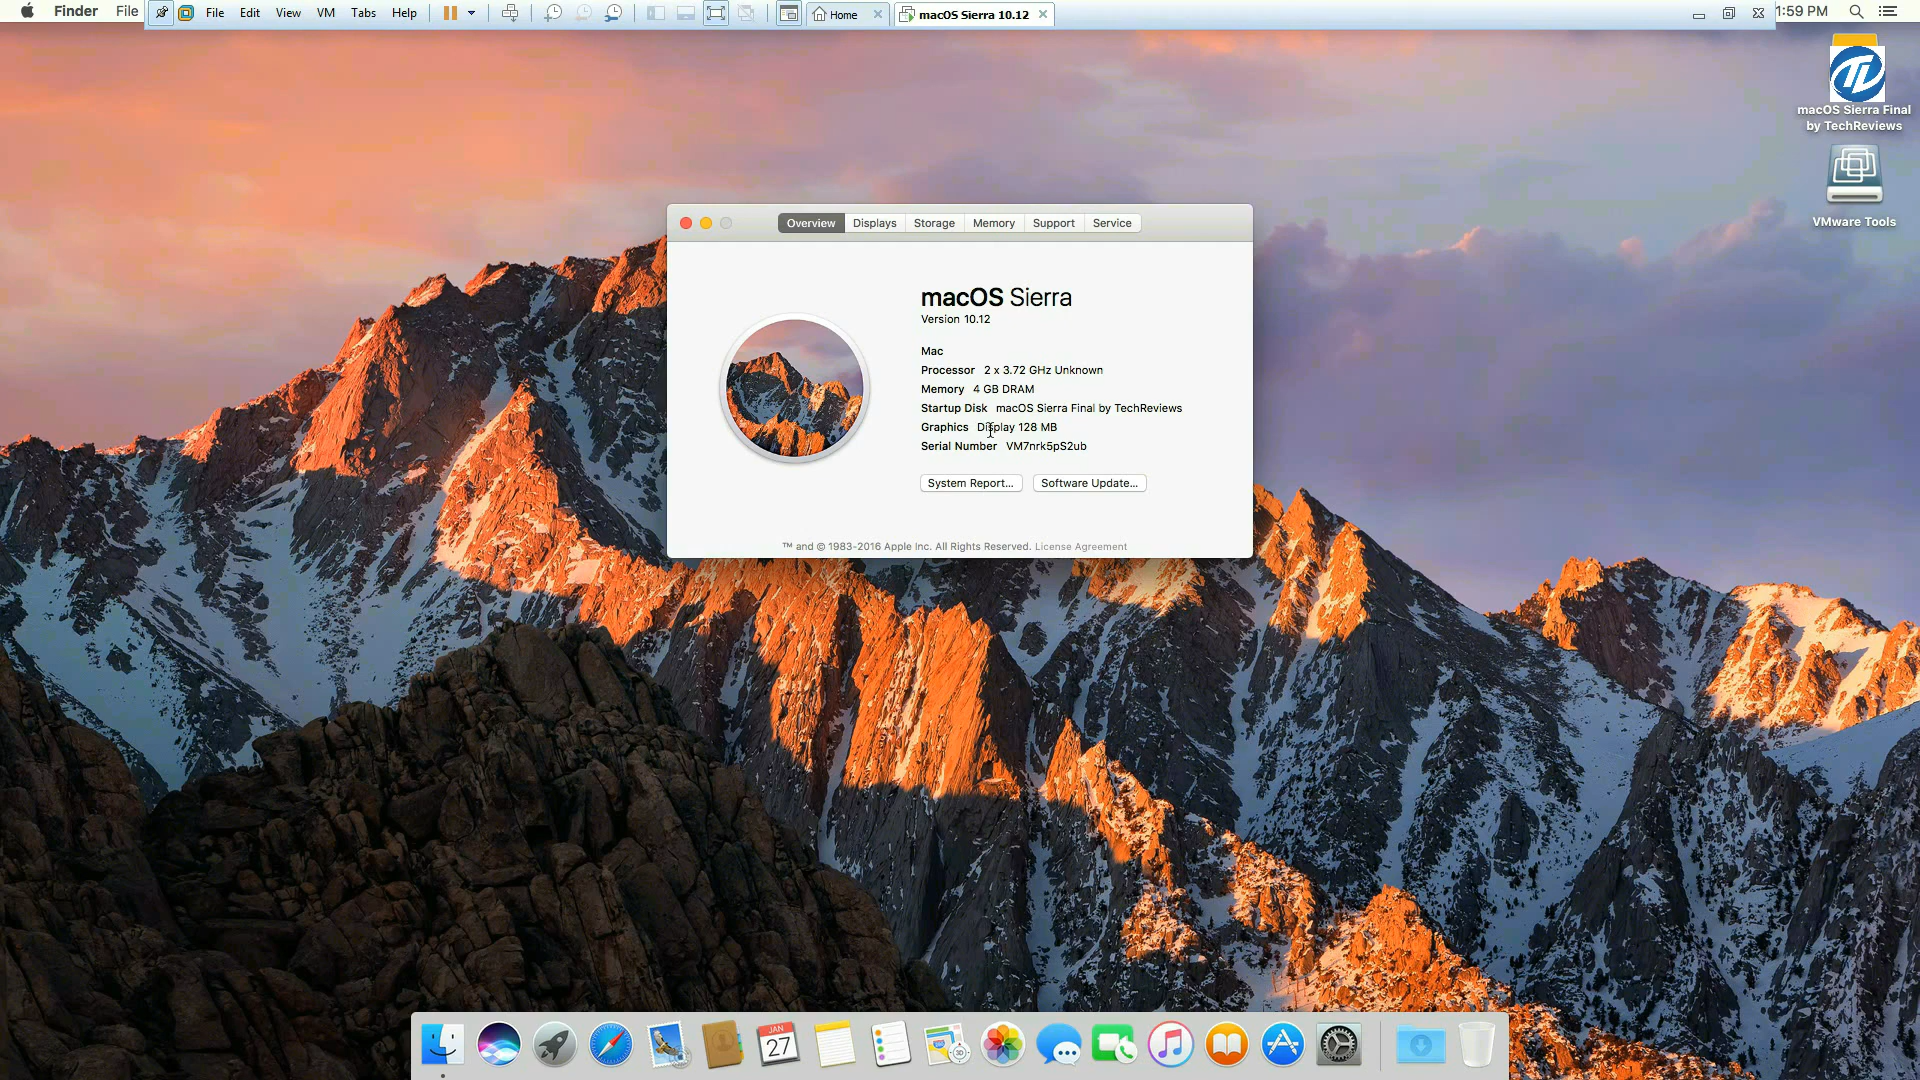 Finder File
File Edit View VM Tabs Help
Home
macOS Sierra 10.12
1:59 PM
macOS Sierra Final
by TechReviews
VMware Tools
Overview Displays Storage Memory Support Service
macOS Sierra
Version 10.12
Mac
Processor 2 x 3.72 GHz Unknown
Memory 4 GB DRAM
Startup Disk macOS Sierra Final by TechReviews
Graphics Display 128 MB
Serial Number VM7nrk5pS2ub
System Report... Software Update...
™ and © 1983-2016 Apple Inc. All Rights Reserved. License Agreement
JAN
27
3D